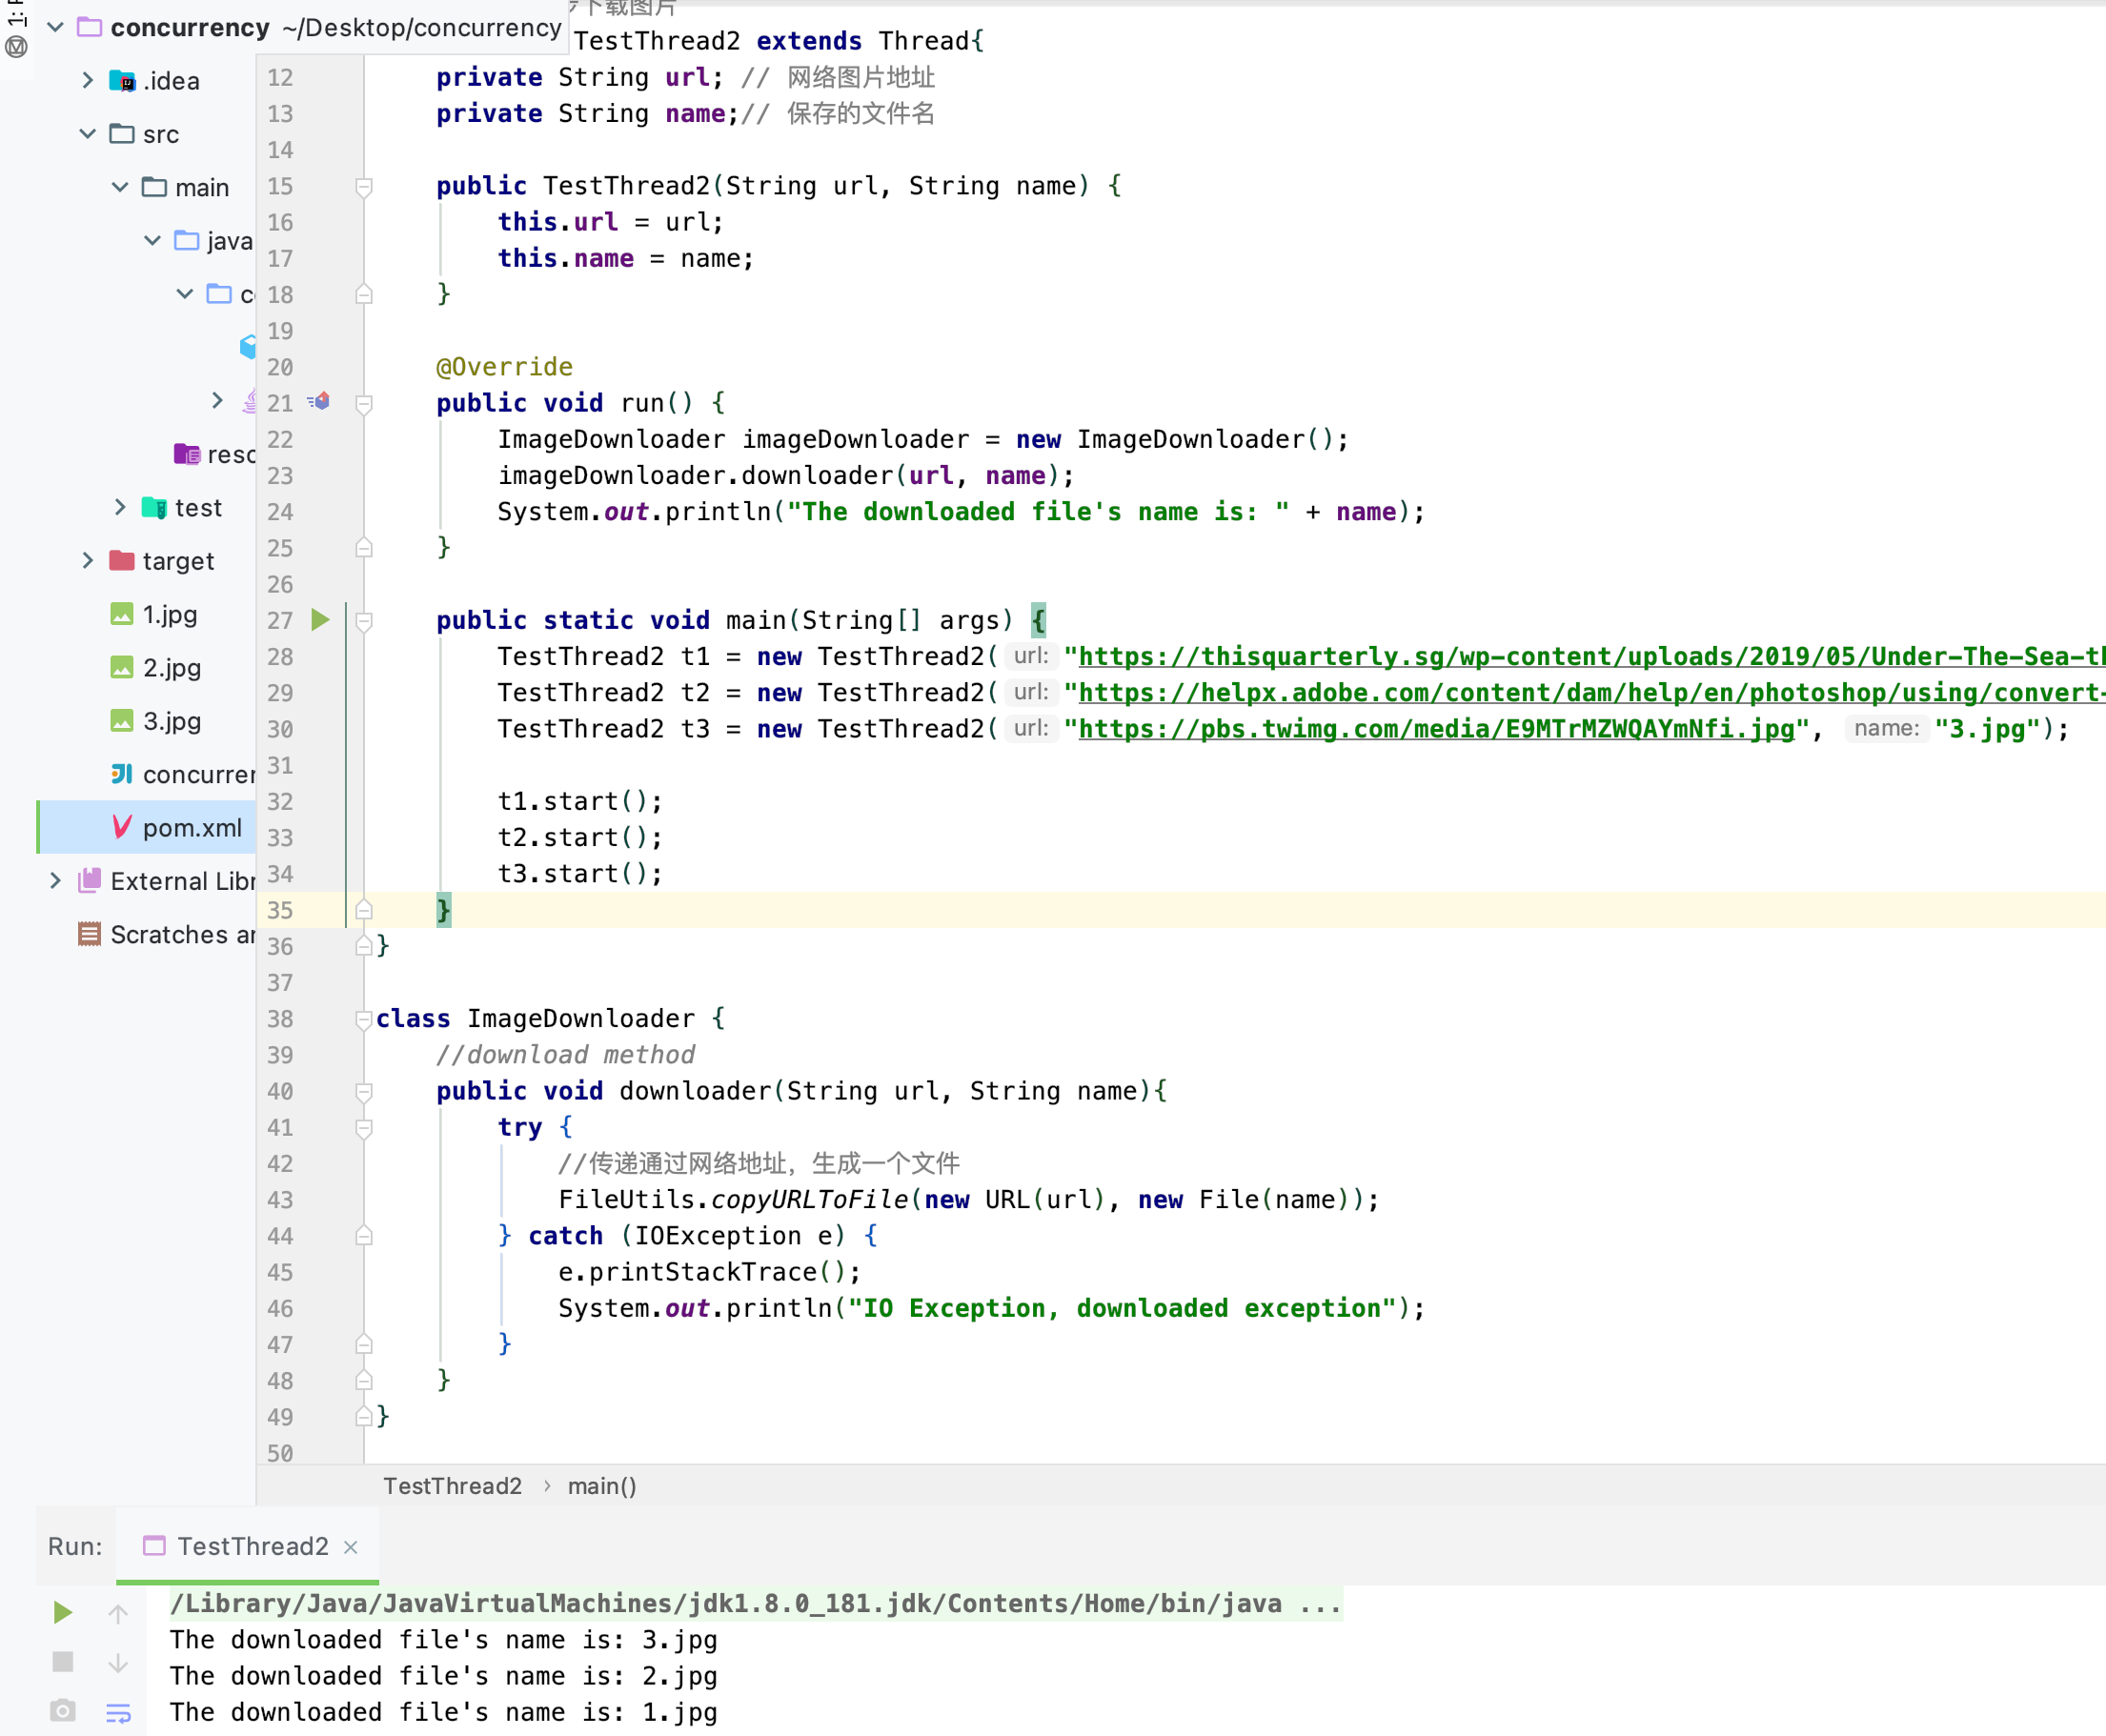 concurrency ~/Desktop/concurrency
.idea
src
main
java
test
target
1.jpg
2.jpg
3.jpg
pom.xml
External
Scratches
下载图片
TestThread2 extends Thread{
12 private String url; // 网络图片地址
13 private String name;// 保存的文件名
14
15 public TestThread2(String url, String name) {
16 this.url = url;
17 this.name = name;
18 }
19
20 @Override
21 public void run() {
22 ImageDownloader imageDownloader = new ImageDownloader();
23 imageDownloader.downloader(url, name);
24 System.out.println("The downloaded file's name is: " + name);
25 }
26
27 public static void main(String[] args) {
28 TestThread2 t1 = new TestThread2( url: "https://thisquarterly.sg/wp-content/uploads/2019/05/Under-The-Sea-t
29 TestThread2 t2 = new TestThread2( url: "https://helpx.adobe.com/content/dam/help/en/photoshop/using/convert-
30 TestThread2 t3 = new TestThread2( url: "https://pbs.twimg.com/media/E9MTrMZWQAYmNfi.jpg", name: "3.jpg");
31
32 t1.start();
33 t2.start();
34 t3.start();
35 }
36 }
37
38 class ImageDownloader {
39 //download method
40 public void downloader(String url, String name){
41 try {
42 //传递通过网络地址，生成一个文件
43 FileUtils.copyURLToFile(new URL(url), new File(name));
44 } catch (IOException e) {
45 e.printStackTrace();
46 System.out.println("IO Exception, downloaded exception");
47 }
48 }
49 }
50
TestThread2 › main()
Run: TestThread2 ×
/Library/Java/JavaVirtualMachines/jdk1.8.0_181.jdk/Contents/Home/bin/java ...
The downloaded file's name is: 3.jpg
The downloaded file's name is: 2.jpg
The downloaded file's name is: 1.jpg